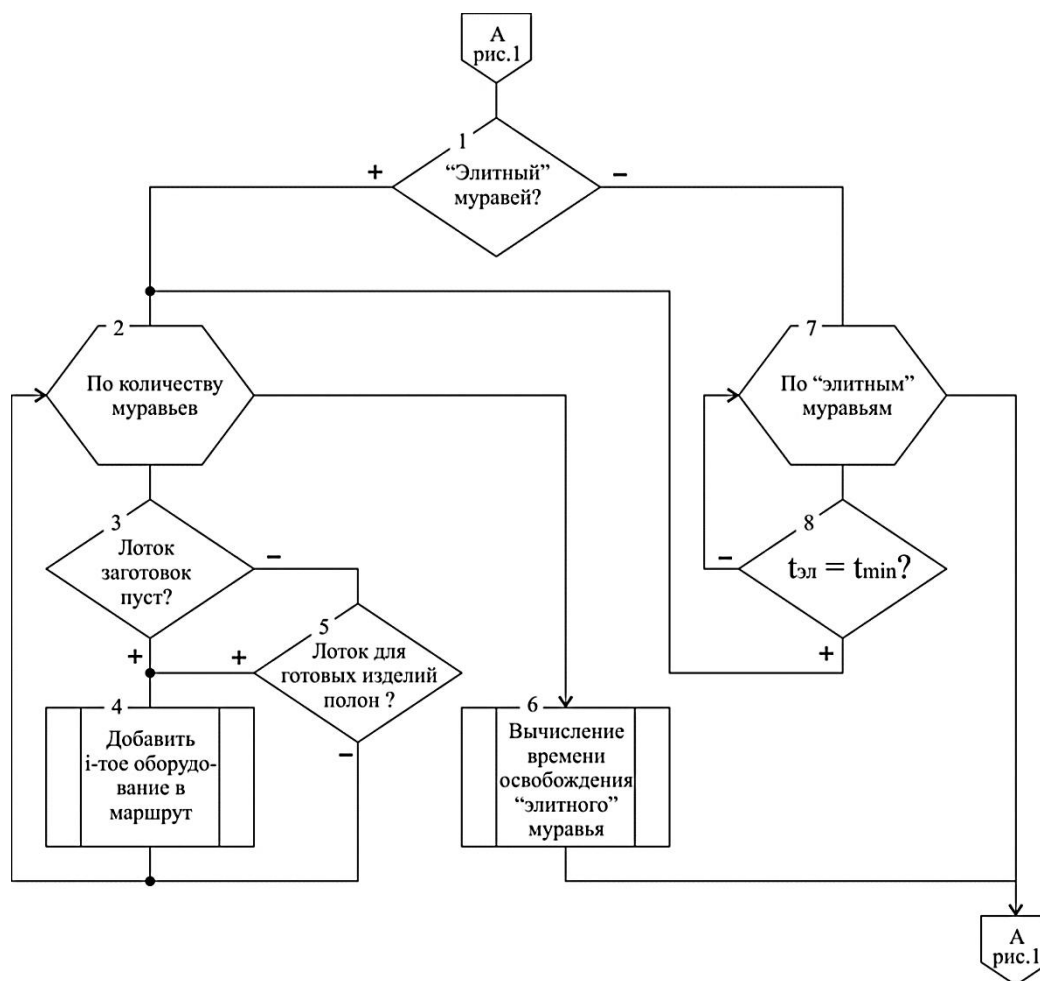 А
рис.1
1
“Элитный”
муравей?
+
–
2
По количеству
муравьев
7
По “элитным”
муравьям
3
Лоток
заготовок
пуст?
–
+
8
tэл = tmin?
–
+
5
Лоток для
готовых изделий
полон ?
+
–
4
Добавить
i-тое оборудо-
вание в
маршрут
6
Вычисление
времени
освобождения
“элитного”
муравья
А
рис.1